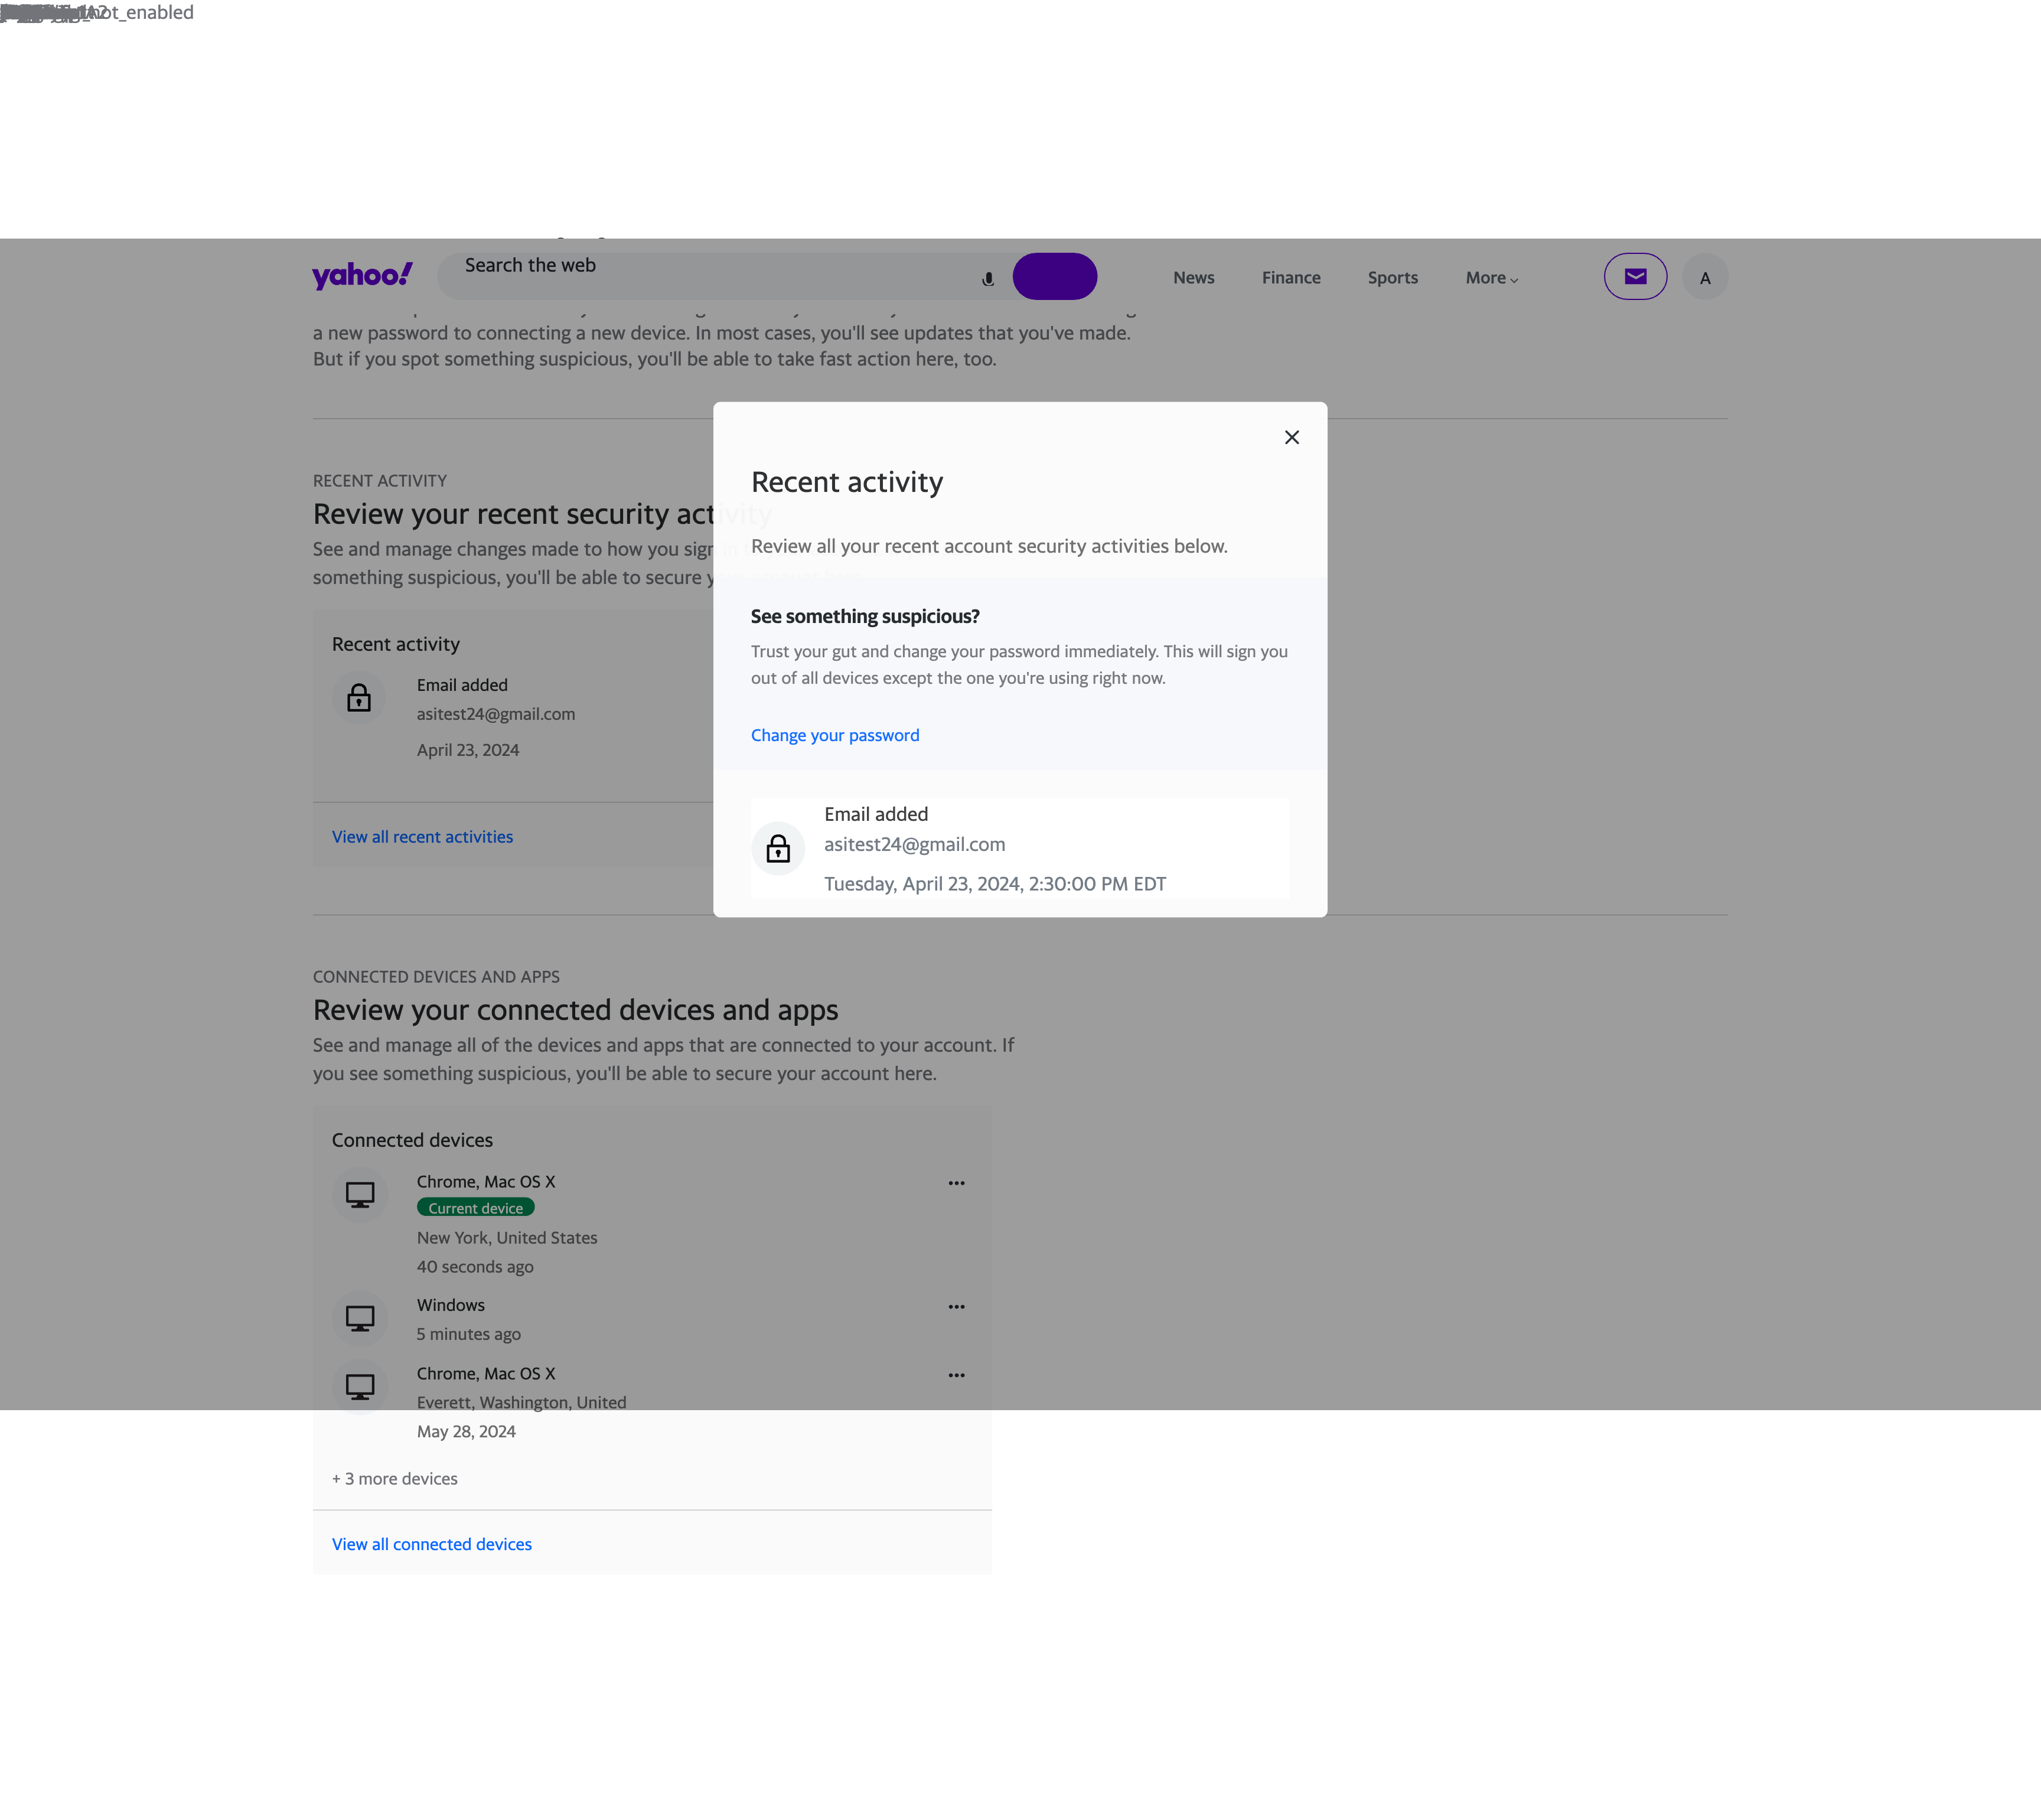 not_enabled
yahoo!
Search the web
News
Finance
Sports
More
A
a new password to connecting a new device. In most cases, you'll see updates that you've made.
But if you spot something suspicious, you'll be able to take fast action here, too.
RECENT ACTIVITY
Review your recent security activity
See and manage changes made to how you sign in
something suspicious, you'll be able to secure
Recent activity
Email added
asitest24@gmail.com
April 23, 2024
View all recent activities
Recent activity
Review all your recent account security activities below.
See something suspicious?
Trust your gut and change your password immediately. This will sign you
out of all devices except the one you're using right now.
Change your password
Email added
asitest24@gmail.com
Tuesday, April 23, 2024, 2:30:00 PM EDT
CONNECTED DEVICES AND APPS
Review your connected devices and apps
See and manage all of the devices and apps that are connected to your account. If
you see something suspicious, you'll be able to secure your account here.
Connected devices
Chrome, Mac OS X
Current device
New York, United States
40 seconds ago
Windows
5 minutes ago
Chrome, Mac OS X
Everett, Washington, United
May 28, 2024
+ 3 more devices
View all connected devices